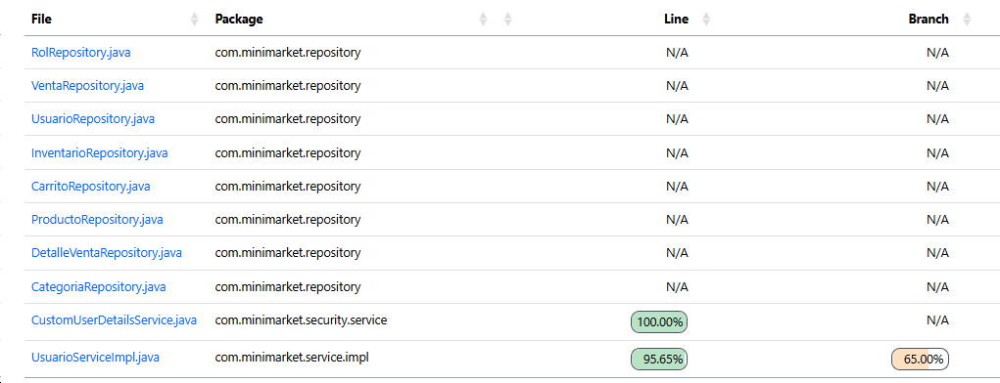 File Package Line Branch
RolRepository.java com.minimarket.repository N/A N/A
VentaRepository.java com.minimarket.repository N/A N/A
UsuarioRepository.java com.minimarket.repository N/A N/A
InventarioRepository.java com.minimarket.repository N/A N/A
CarritoRepository.java com.minimarket.repository N/A N/A
ProductoRepository.java com.minimarket.repository N/A N/A
DetalleVentaRepository.java com.minimarket.repository N/A N/A
CategoriaRepository.java com.minimarket.repository N/A N/A
CustomUserDetailsService.java com.minimarket.security.service 100.00% N/A
UsuarioServiceImpl.java com.minimarket.service.impl 95.65% 65.00%